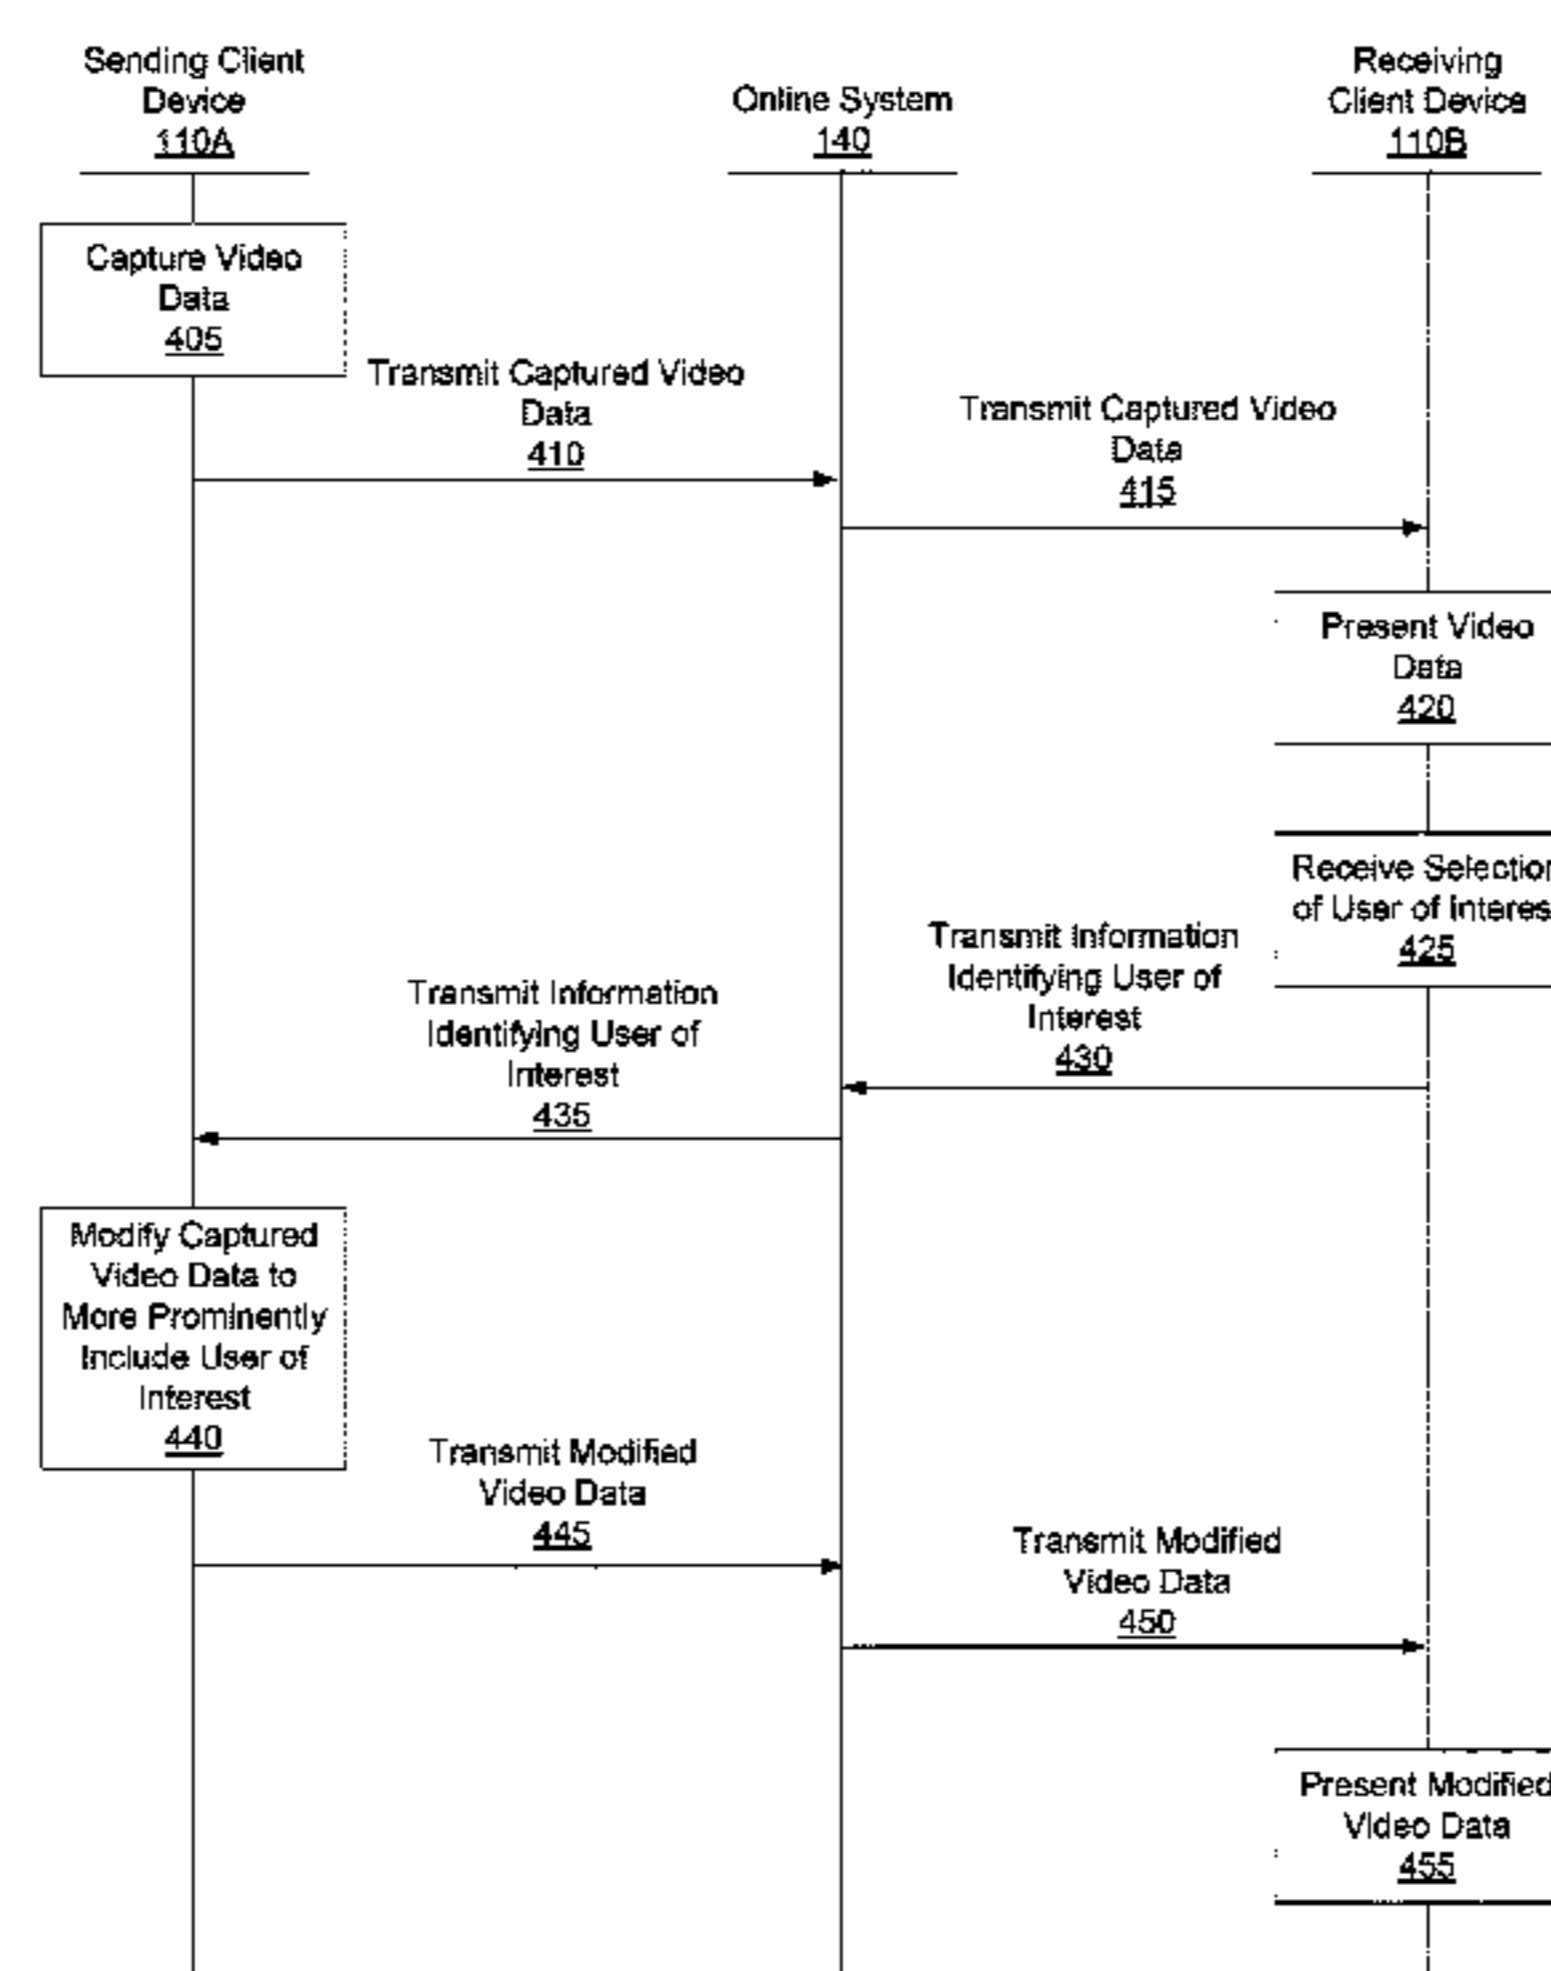 Sending Client
Device
110A
Online System
140
Receiving
Client Device
110B
Capture Video
Data
405
Transmit Captured Video
Data
410
Transmit Captured Video
Data
415
Present Video
Data
420
Receive Selection
of User of Interes
425
Transmit Information
Identifying User of
Interest
430
Transmit Information
Identifying User of
Interest
435
Modify Captured
Video Data to
More Prominently
Include User of
Interest
440
Transmit Modified
Video Data
445
Transmit Modified
Video Data
450
Present Modified
Video Data
455